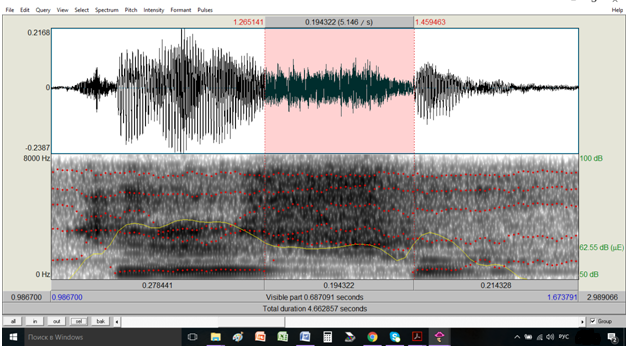 File Edit Query View Select Spectrum Pitch Intensity Formant Pulses Help
1.265141 0.194322 (5.146 / s) 1.459463
0.2168
0
-0.2387
8000 Hz 100 dB
62.55 dB (µE)
0 Hz 50 dB
0.278441 0.194322 0.214328
0.986700 0.986700 Visible part 0.687091 seconds 1.673791 2.989066
Total duration 4.662857 seconds
all in out sel bak Group
Поиск в Windows РУС